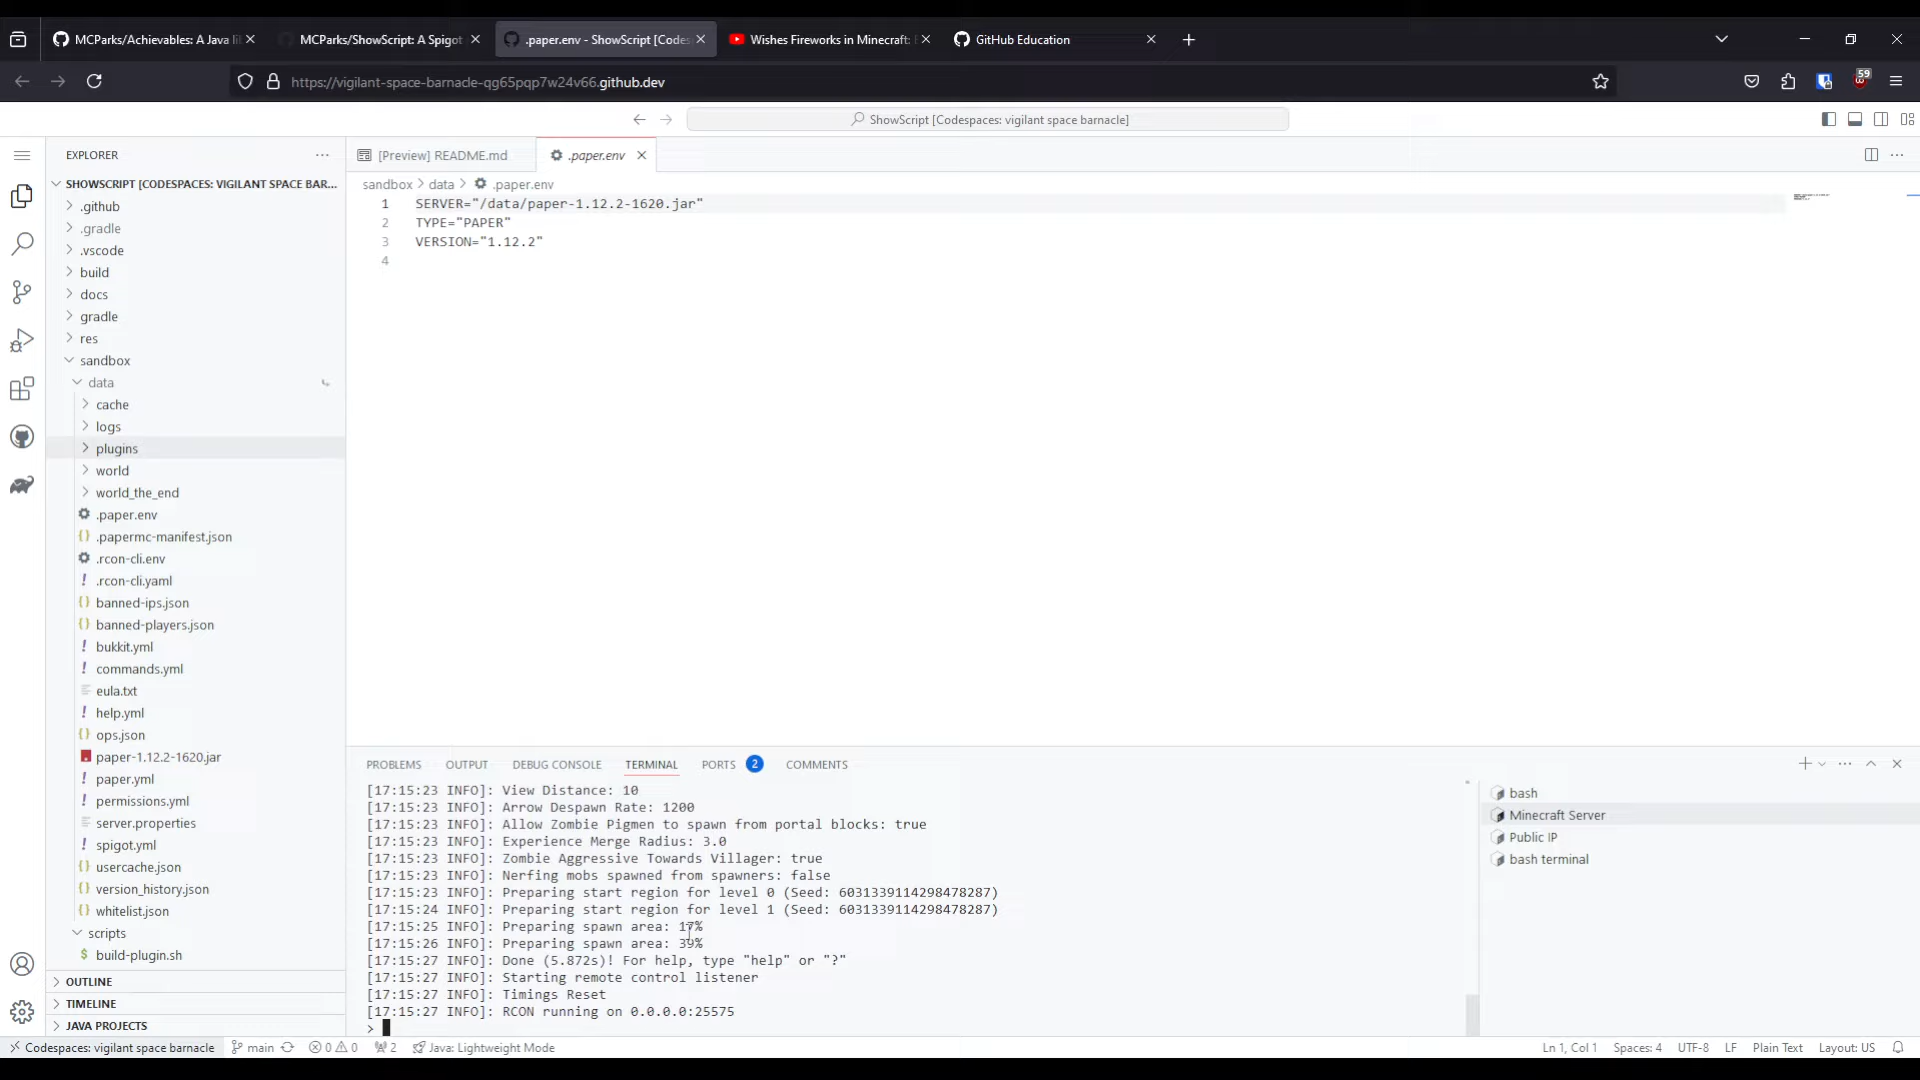 MCParks/Achievables: A Java li
MCParks/ShowScript: A Spigot
.paper.env - ShowScript [Codes
Wishes Fireworks in Minecraft:
GitHub Education
https://vigilant-space-barnacle-qg65pqp7w24v66.github.dev
59
ShowScript [Codespaces: vigilant space barnacle]
EXPLORER
[Preview] README.md
.paper.env
SHOWSCRIPT [CODESPACES: VIGILANT SPACE BAR...
sandbox > data > .paper.env
.github
.gradle
.vscode
build
docs
gradle
res
sandbox
data
cache
logs
plugins
world
world_the_end
.paper.env
.papermc-manifest.json
.rcon-cli.env
.rcon-cli.yaml
banned-ips.json
banned-players.json
bukkit.yml
commands.yml
eula.txt
help.yml
ops.json
paper-1.12.2-1620.jar
paper.yml
permissions.yml
server.properties
spigot.yml
usercache.json
version_history.json
whitelist.json
scripts
build-plugin.sh
OUTLINE
TIMELINE
JAVA PROJECTS
1 SERVER="/data/paper-1.12.2-1620.jar"
2 TYPE="PAPER"
3 VERSION="1.12.2"
4
PROBLEMS OUTPUT DEBUG CONSOLE TERMINAL PORTS 2 COMMENTS
[17:15:23 INFO]: View Distance: 10
[17:15:23 INFO]: Arrow Despawn Rate: 1200
[17:15:23 INFO]: Allow Zombie Pigmen to spawn from portal blocks: true
[17:15:23 INFO]: Experience Merge Radius: 3.0
[17:15:23 INFO]: Zombie Aggressive Towards Villager: true
[17:15:23 INFO]: Nerfing mobs spawned from spawners: false
[17:15:23 INFO]: Preparing start region for level 0 (Seed: 6031339114298478287)
[17:15:24 INFO]: Preparing start region for level 1 (Seed: 6031339114298478287)
[17:15:25 INFO]: Preparing spawn area: 17%
[17:15:26 INFO]: Preparing spawn area: 39%
[17:15:27 INFO]: Done (5.872s)! For help, type "help" or "?"
[17:15:27 INFO]: Starting remote control listener
[17:15:27 INFO]: Timings Reset
[17:15:27 INFO]: RCON running on 0.0.0.0:25575
>
bash
Minecraft Server
Public IP
bash terminal
Codespaces: vigilant space barnacle main 0 0 2 Java: Lightweight Mode
Ln 1, Col 1 Spaces: 4 UTF-8 LF Plain Text Layout: US